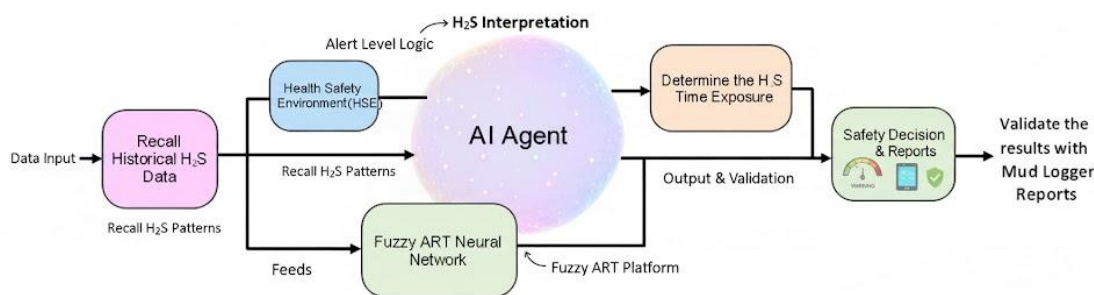 H₂S Interpretation
Alert Level Logic
Health Safety
Environment(HSE)
Determine the H₂S
Time Exposure
AI Agent
Data Input
Recall
Historical H₂S
Data
Recall H₂S Patterns
Recall H₂S Patterns
Output & Validation
Safety Decision
& Reports
WARNING
Validate the
results with
Mud Logger
Reports
Feeds
Fuzzy ART Neural
Network
Fuzzy ART Platform